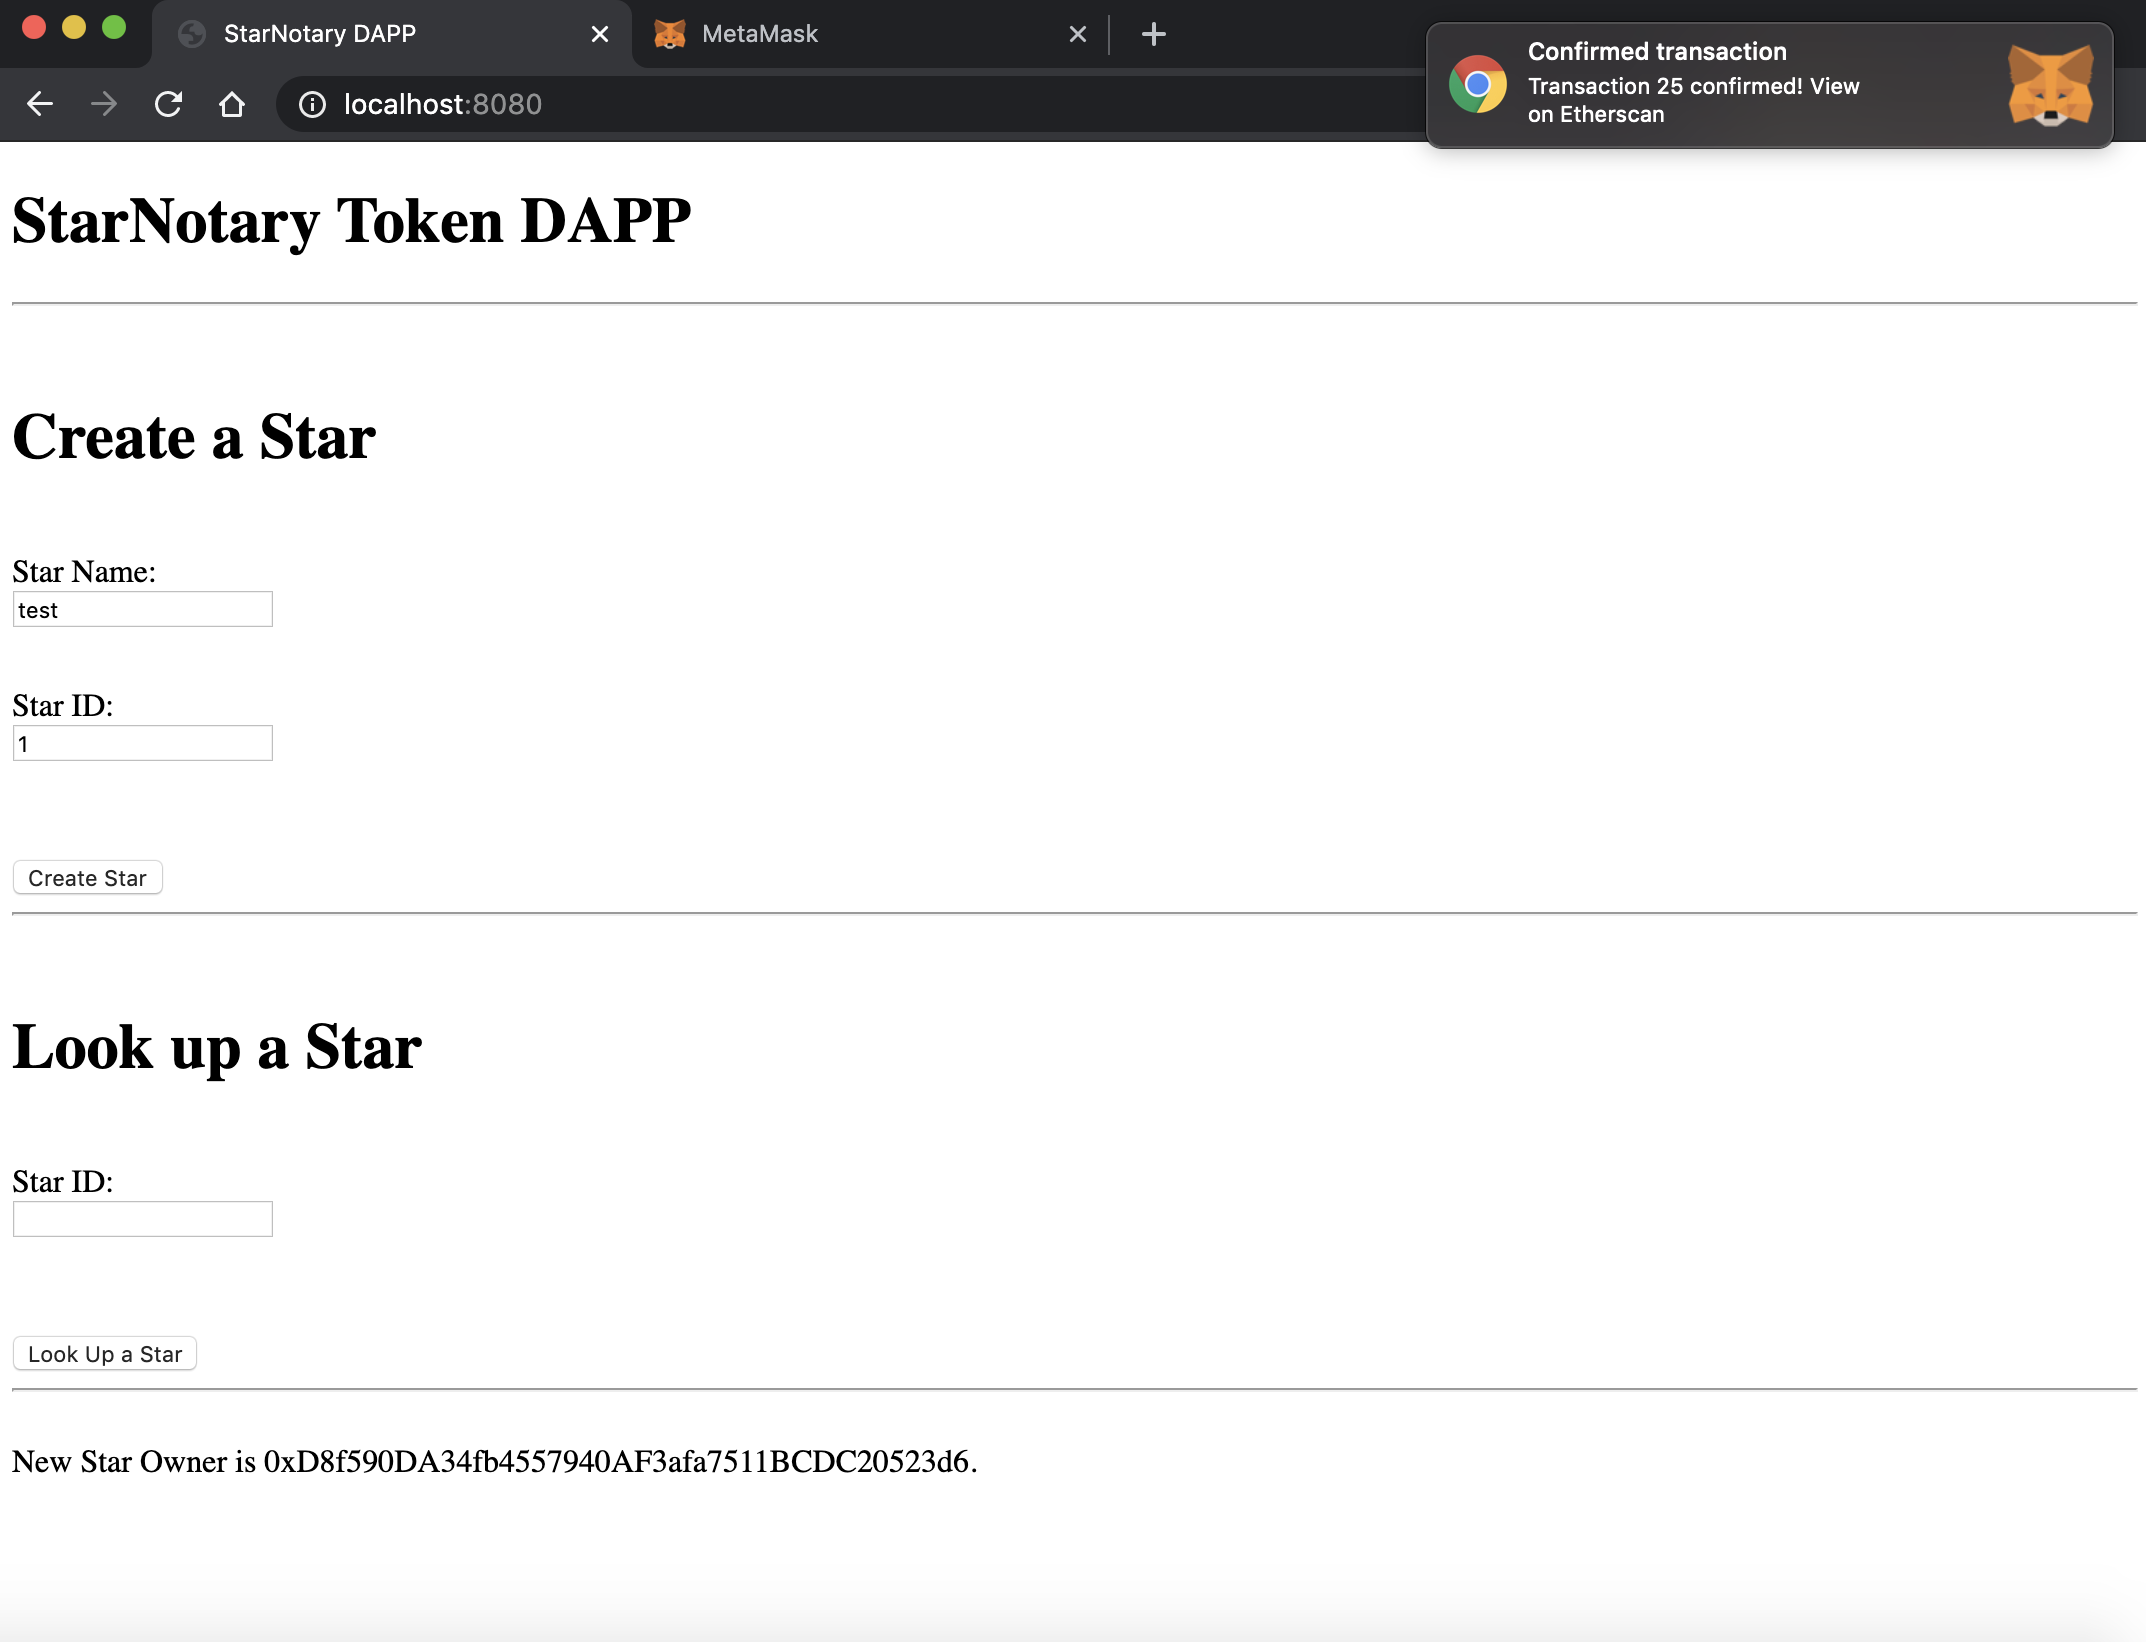 StarNotary DAPP
MetaMask
Confirmed transaction
Transaction 25 confirmed! View
on Etherscan
localhost:8080
StarNotary Token DAPP
Create a Star
Star Name:
test
Star ID:
1
Create Star
Look up a Star
Star ID:
Look Up a Star
New Star Owner is 0xD8f590DA34fb4557940AF3afa7511BCDC20523d6.